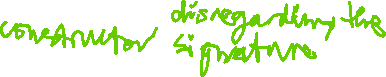 constructor disregarding the
signature